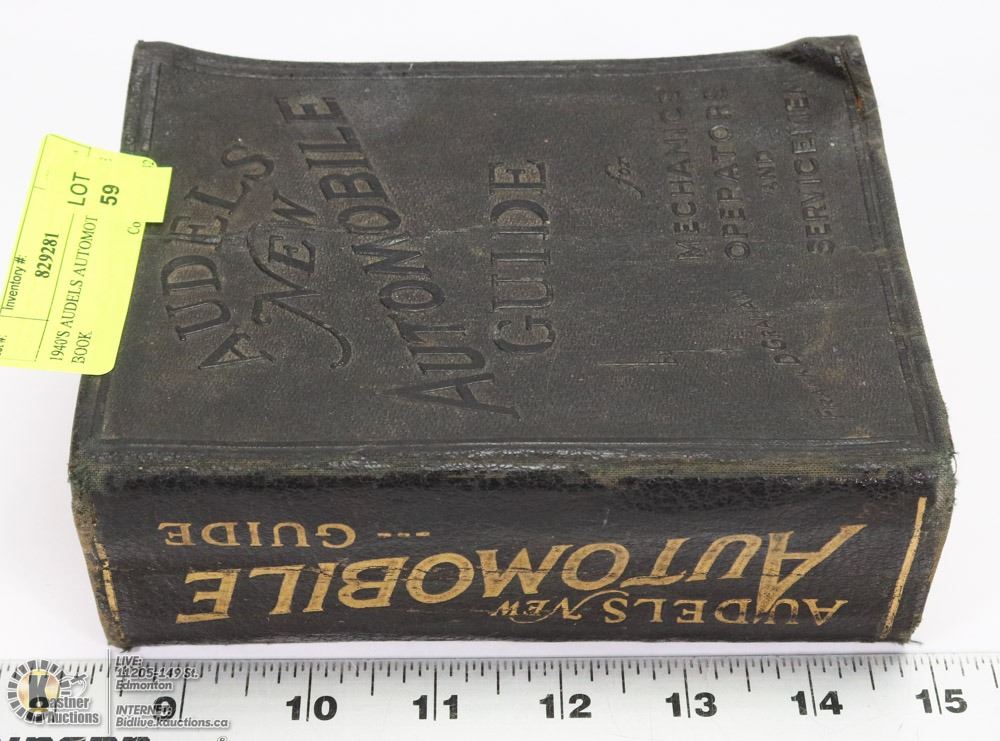 AUDELS
NEW
AUTOMOBILE
GUIDE
for
MECHANICS
OPERATORS
AND
SERVICEMEN
AUDELS NEW
AUTOMOBILE
--- GUIDE
Inventory #:
829281
LOT
59
1940'S AUDELS AUTOMOT
BOOK
Co
9 10 11 12 13 14 15
Kastner
Auctions
LIVE:
11205-149 St.
Edmonton
INTERNET:
Bidlive.kauctions.ca